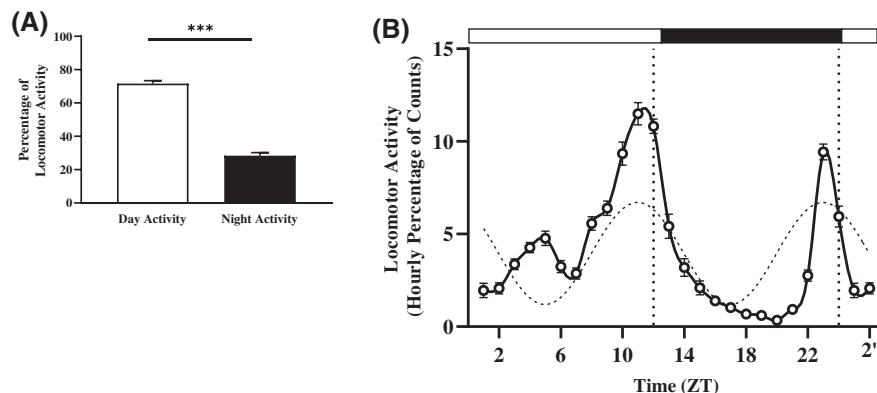 (A)
***
Percentage of
Locomotor Activity
100
80
60
40
20
0
Day Activity Night Activity
(B)
Locomotor Activity
(Hourly Percentage of Counts)
15
10
5
0
2 6 10 14 18 22 2'
Time (ZT)